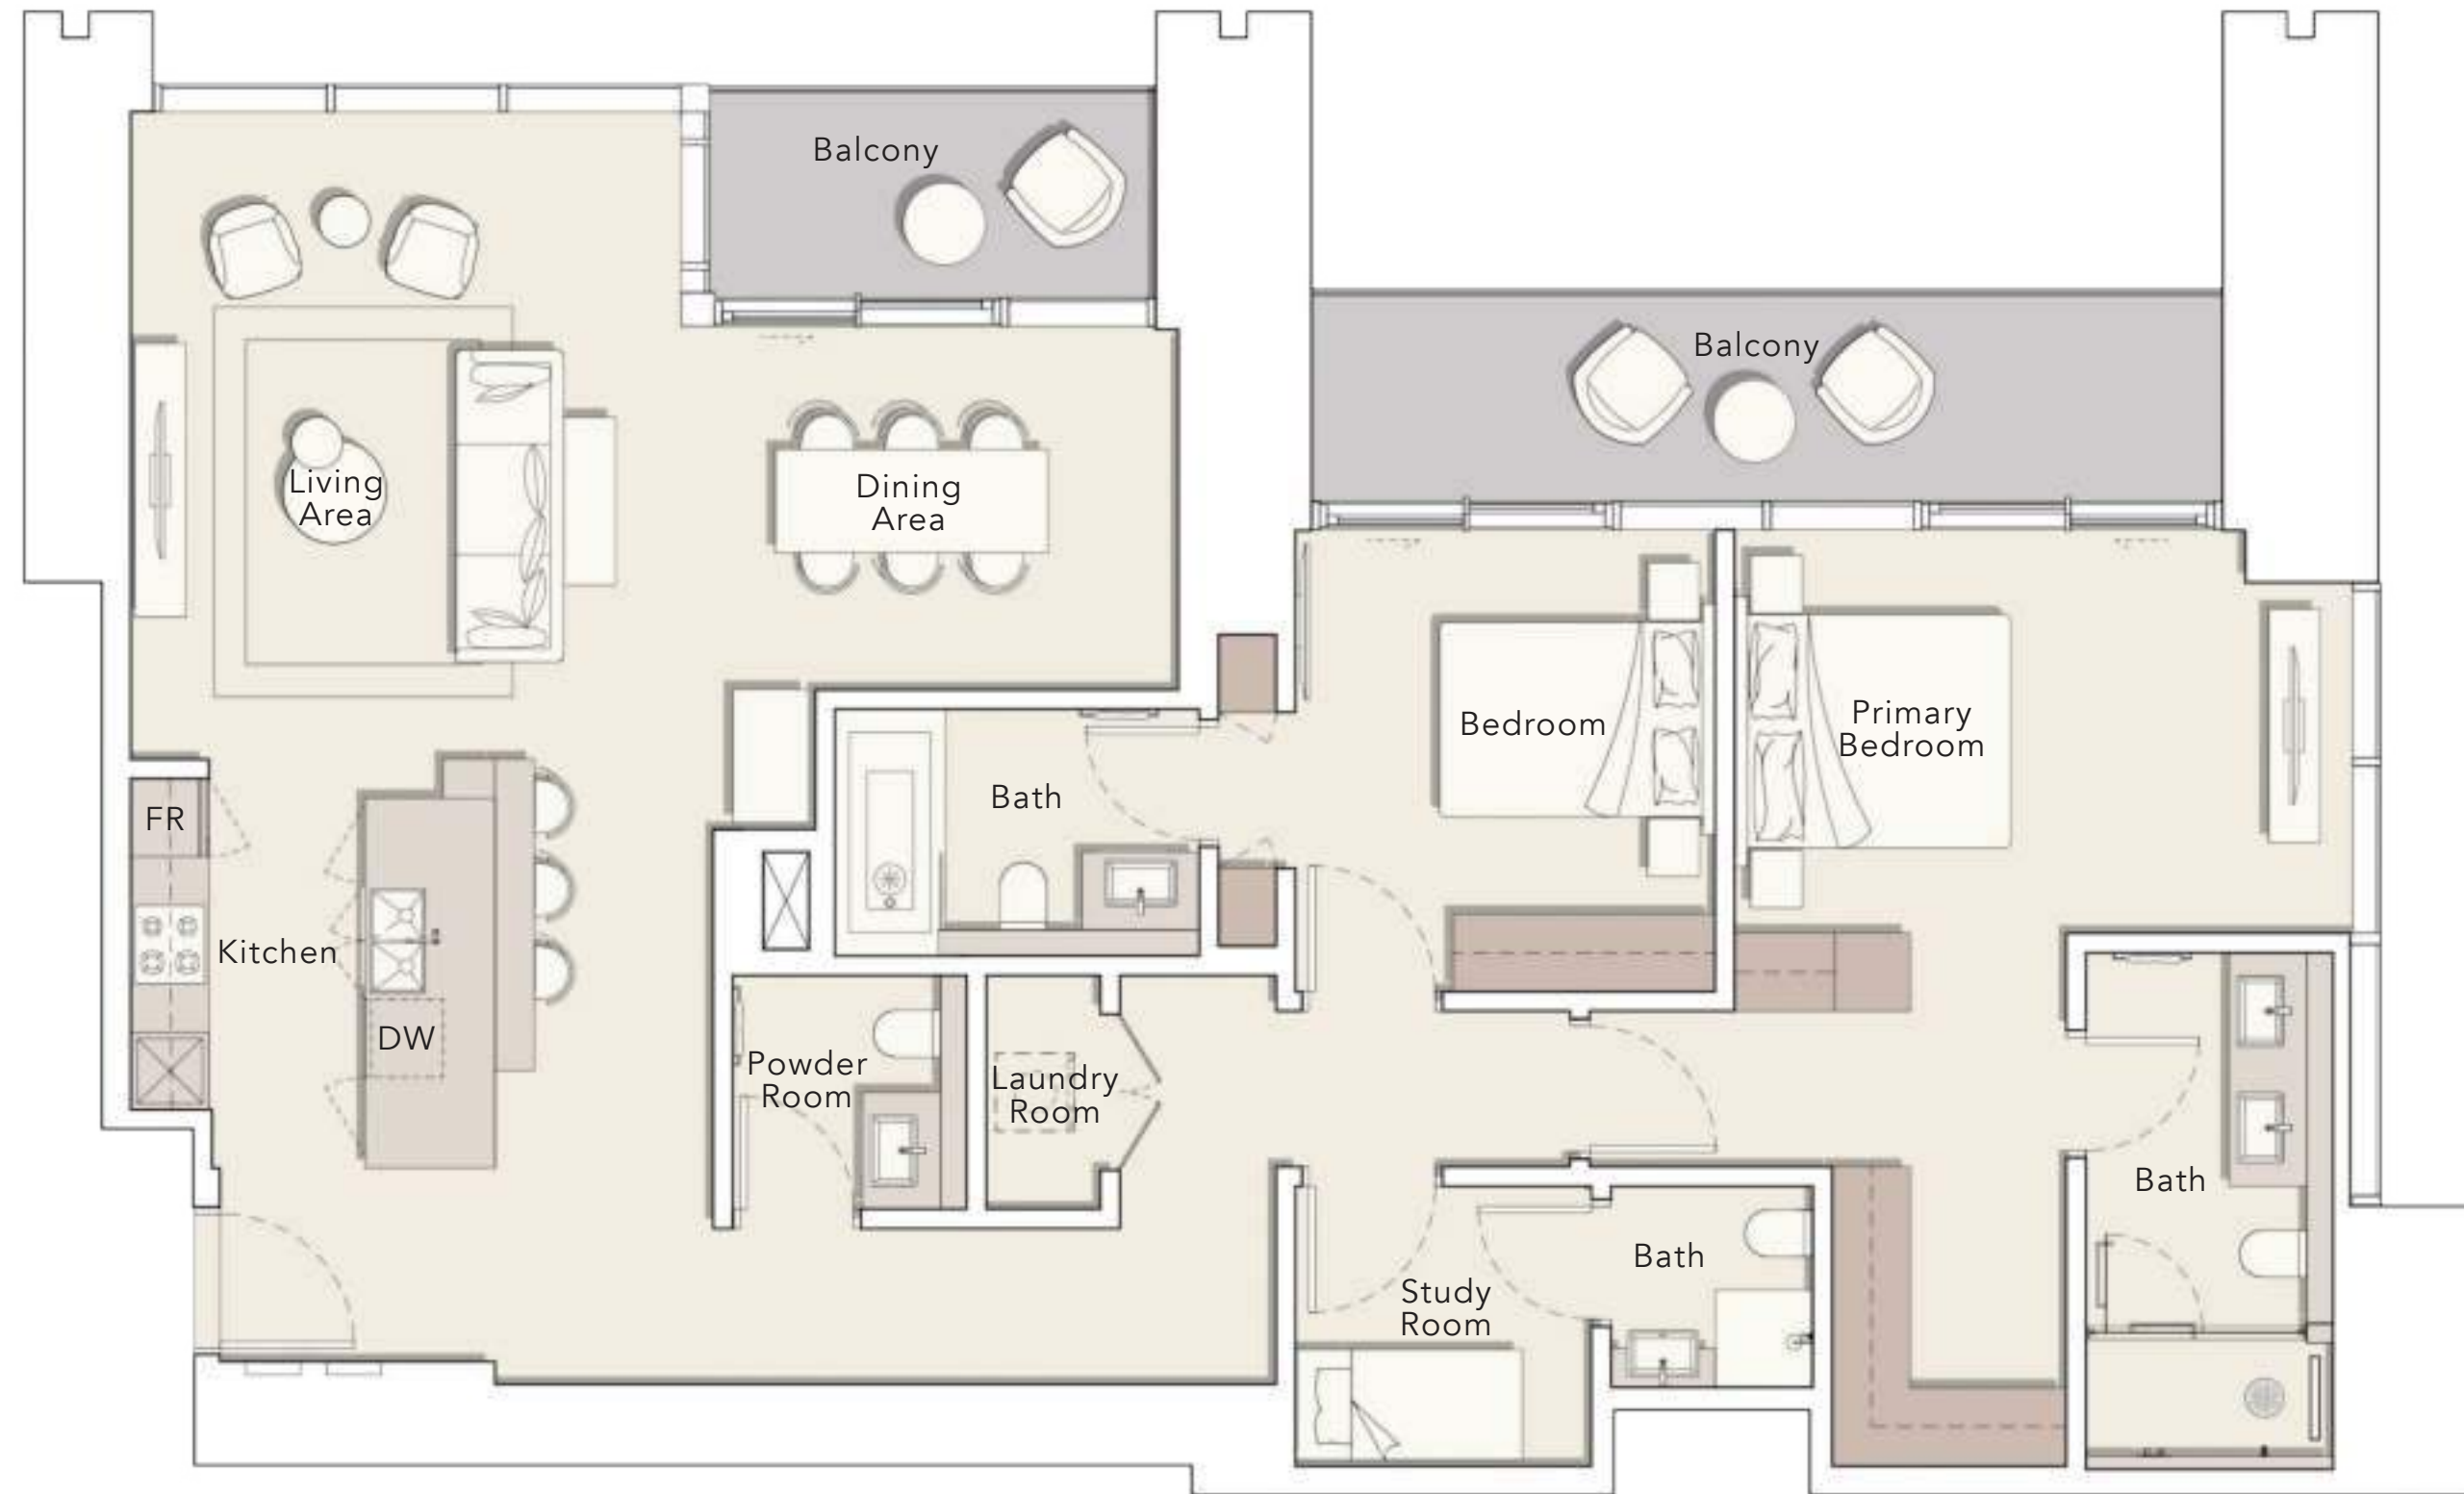 Balcony
Balcony
Living
Area
Dining
Area
Bedroom
Primary
Bedroom
Bath
FR
Kitchen
DW
Powder
Room
Laundry
Room
Bath
Bath
Study
Room